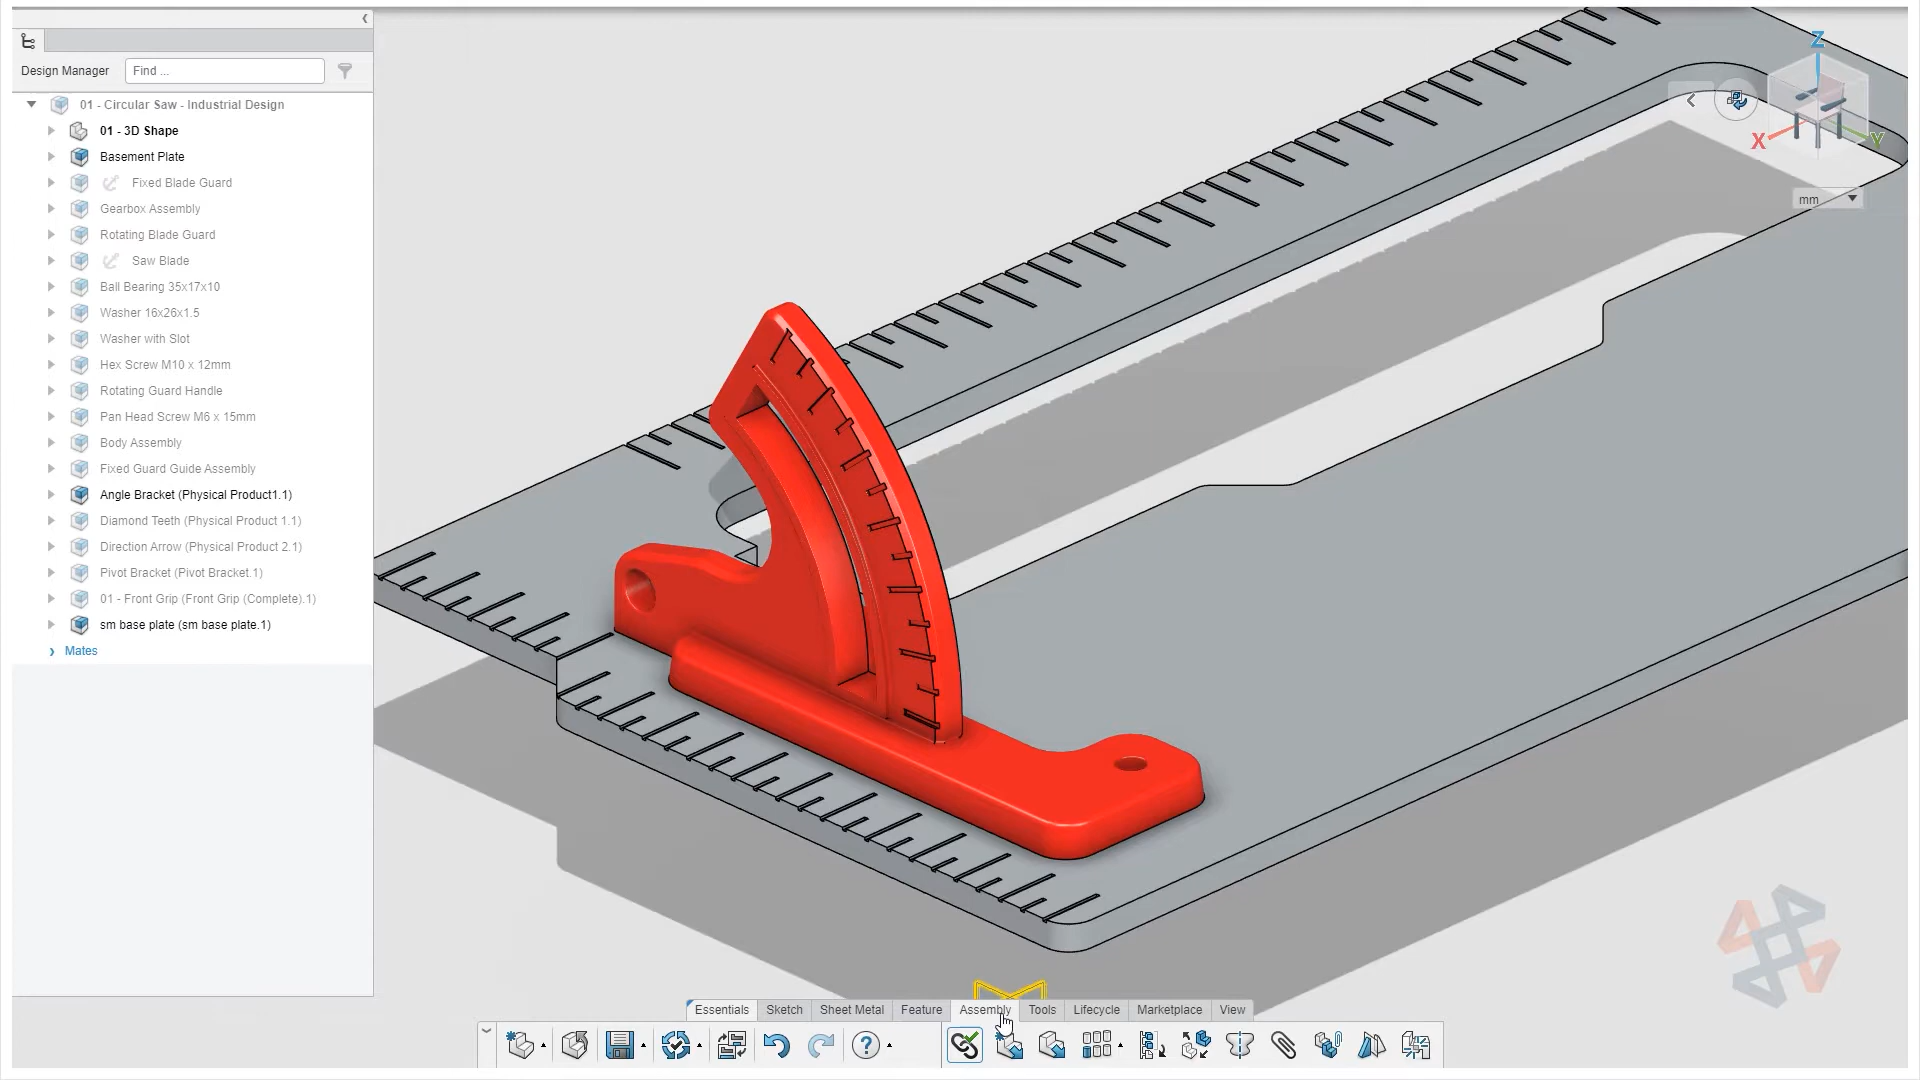 Design Manager
Find ...
01 - Circular Saw - Industrial Design
01 - 3D Shape
Basement Plate
Fixed Blade Guard
Gearbox Assembly
Rotating Blade Guard
Saw Blade
Ball Bearing 35x17x10
Washer 16x26x1.5
Washer with Slot
Hex Screw M10 x 12mm
Rotating Guard Handle
Pan Head Screw M6 x 15mm
Body Assembly
Fixed Guard Guide Assembly
Angle Bracket (Physical Product1.1)
Diamond Teeth (Physical Product 1.1)
Direction Arrow (Physical Product 2.1)
Pivot Bracket (Pivot Bracket.1)
01 - Front Grip (Front Grip (Complete).1)
sm base plate (sm base plate.1)
Mates
Z
X
Y
mm
Essentials Sketch Sheet Metal Feature Assembly Tools Lifecycle Marketplace View